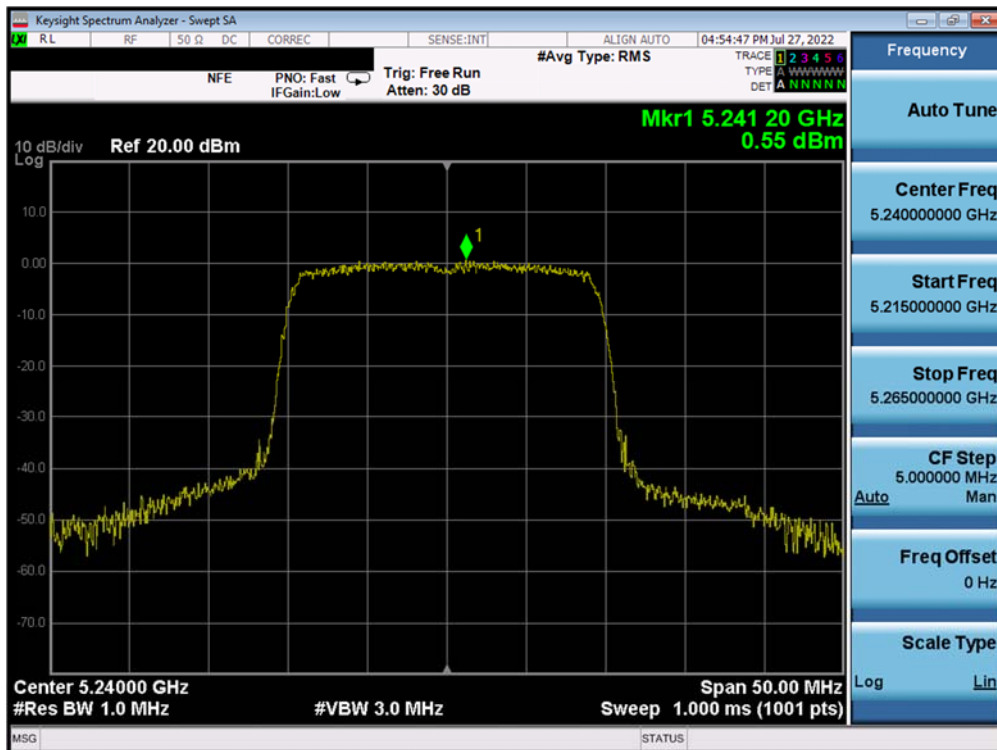 Keysight Spectrum Analyzer - Swept SA
LXI RL RF 50 Ω DC CORREC SENSE:INT ALIGN AUTO 04:54:47 PM Jul 27, 2022
NFE PNO: Fast Trig: Free Run #Avg Type: RMS TRACE 1 2 3 4 5 6
IFGain:Low Atten: 30 dB TYPE A WWWWW
DET A N N N N N
Frequency
Mkr1 5.241 20 GHz
0.55 dBm
10 dB/div Ref 20.00 dBm
Log
10.0
0.00
-10.0
-20.0
-30.0
-40.0
-50.0
-60.0
-70.0
1
Center 5.24000 GHz Span 50.00 MHz
#Res BW 1.0 MHz #VBW 3.0 MHz Sweep 1.000 ms (1001 pts)
MSG STATUS
Auto Tune
Center Freq
5.240000000 GHz
Start Freq
5.215000000 GHz
Stop Freq
5.265000000 GHz
CF Step
5.000000 MHz
Auto Man
Freq Offset
0 Hz
Scale Type
Log Lin